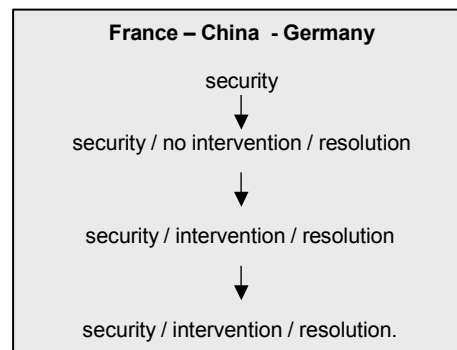 France – China - Germany
security
security / no intervention / resolution
security / intervention / resolution
security / intervention / resolution.